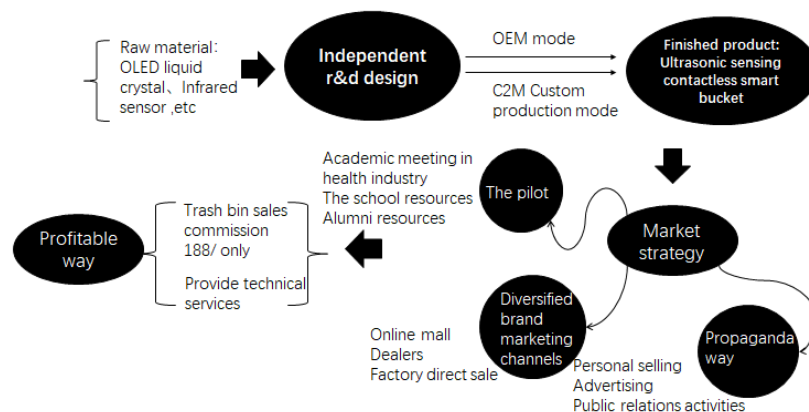 Raw material:
OLED liquid
crystal、Infrared
sensor ,etc
Independent
r&d design
OEM mode
C2M Custom
production mode
Finished product:
Ultrasonic sensing
contactless smart
bucket
Academic meeting in
health industry
The school resources
Alumni resources
The pilot
Market
strategy
Profitable
way
Trash bin sales
commission
188/ only
Provide technical
services
Diversified
brand
marketing
channels
Online mall
Dealers
Factory direct sale
Propaganda
way
Personal selling
Advertising
Public relations activities